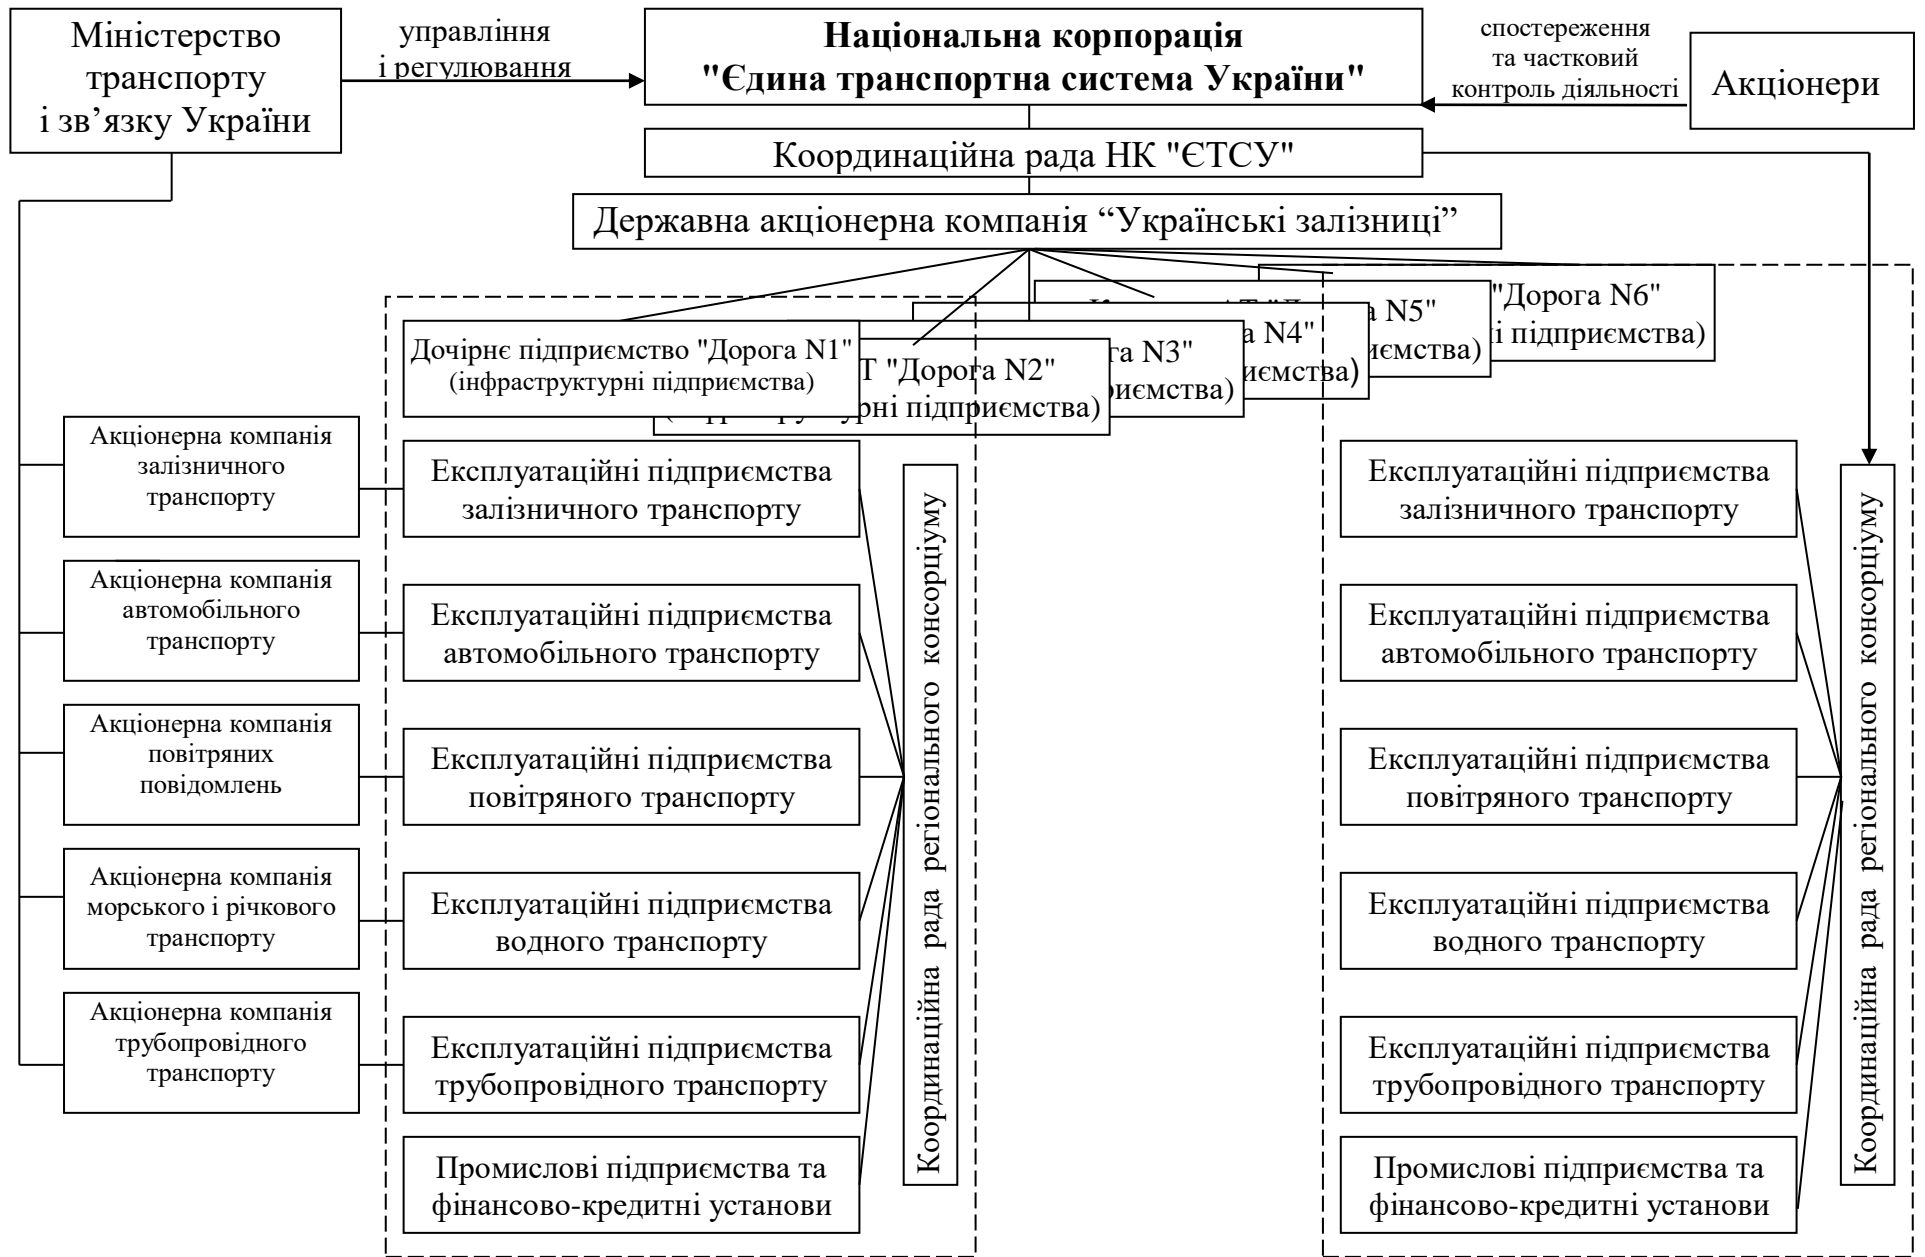 Міністерство
транспорту
і зв’язку України
управління
і регулювання
Національна корпорація
"Єдина транспортна система України"
спостереження
та частковий
контроль діяльності
Акціонери
Координаційна рада НК "ЄТСУ"
Державна акціонерна компанія “Українські залізниці”
Дочірнє підприємство "Дорога N1"
(інфраструктурні підприємства)
"Дорога N2"
підприємства)
N3"
N4"
N5"
"Дорога N6"
підприємства)
Акціонерна компанія
залізничного
транспорту
Акціонерна компанія
автомобільного
транспорту
Акціонерна компанія
повітряних
повідомлень
Акціонерна компанія
морського і річкового
транспорту
Акціонерна компанія
трубопровідного
транспорту
Експлуатаційні підприємства
залізничного транспорту
Експлуатаційні підприємства
автомобільного транспорту
Експлуатаційні підприємства
повітряного транспорту
Експлуатаційні підприємства
водного транспорту
Експлуатаційні підприємства
трубопровідного транспорту
Промислові підприємства та
фінансово-кредитні установи
Координаційна рада регіонального консорціуму
Експлуатаційні підприємства
залізничного транспорту
Експлуатаційні підприємства
автомобільного транспорту
Експлуатаційні підприємства
повітряного транспорту
Експлуатаційні підприємства
водного транспорту
Експлуатаційні підприємства
трубопровідного транспорту
Промислові підприємства та
фінансово-кредитні установи
Координаційна рада регіонального консорціуму